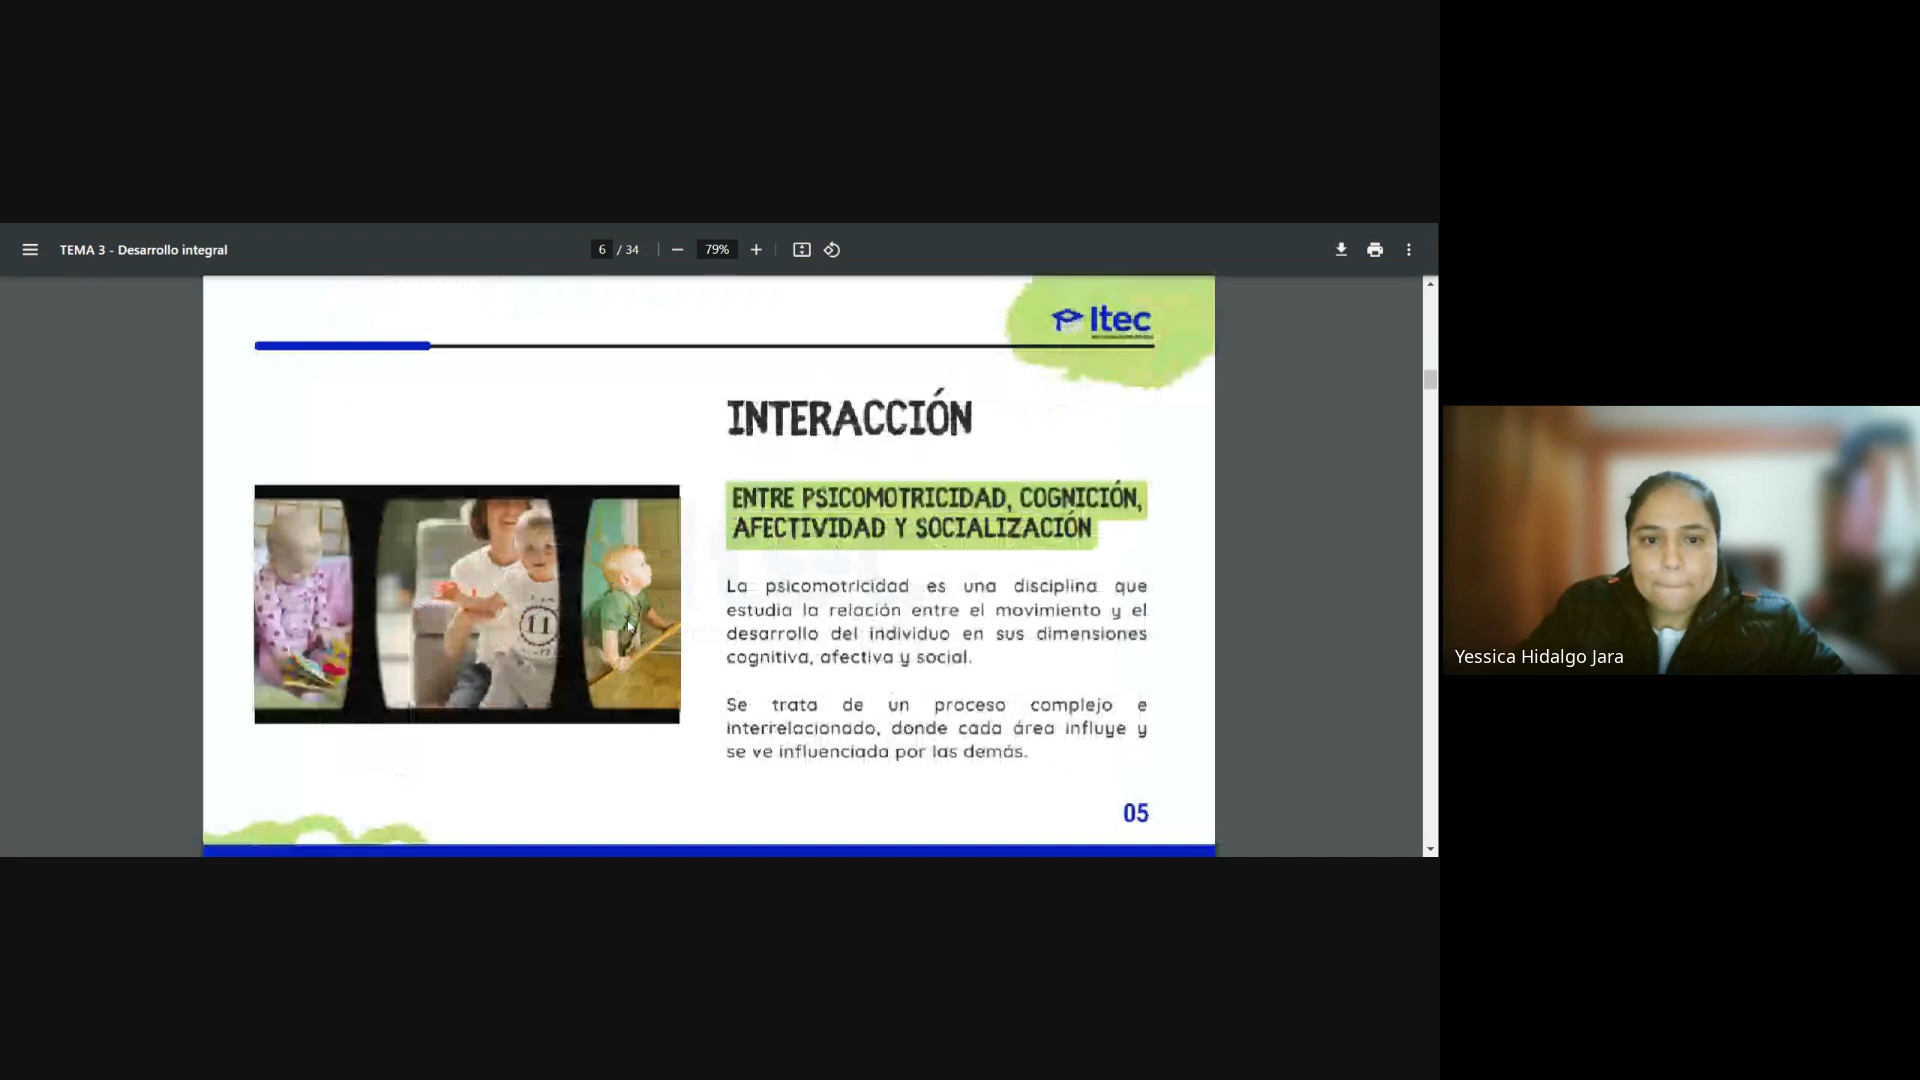 TEMA 3 - Desarrollo integral
6 / 34
79%
Itec
INTERACCIÓN
ENTRE PSICOMOTRICIDAD, COGNICIÓN,
AFECTIVIDAD Y SOCIALIZACIÓN
La psicomotricidad es una disciplina que
estudia la relación entre el movimiento y el
desarrollo del individuo en sus dimensiones
cognitiva, afectiva y social.
Se trata de un proceso complejo e
interrelacionado, donde cada área influye y
se ve influenciada por las demás.
11
05
Yessica Hidalgo Jara